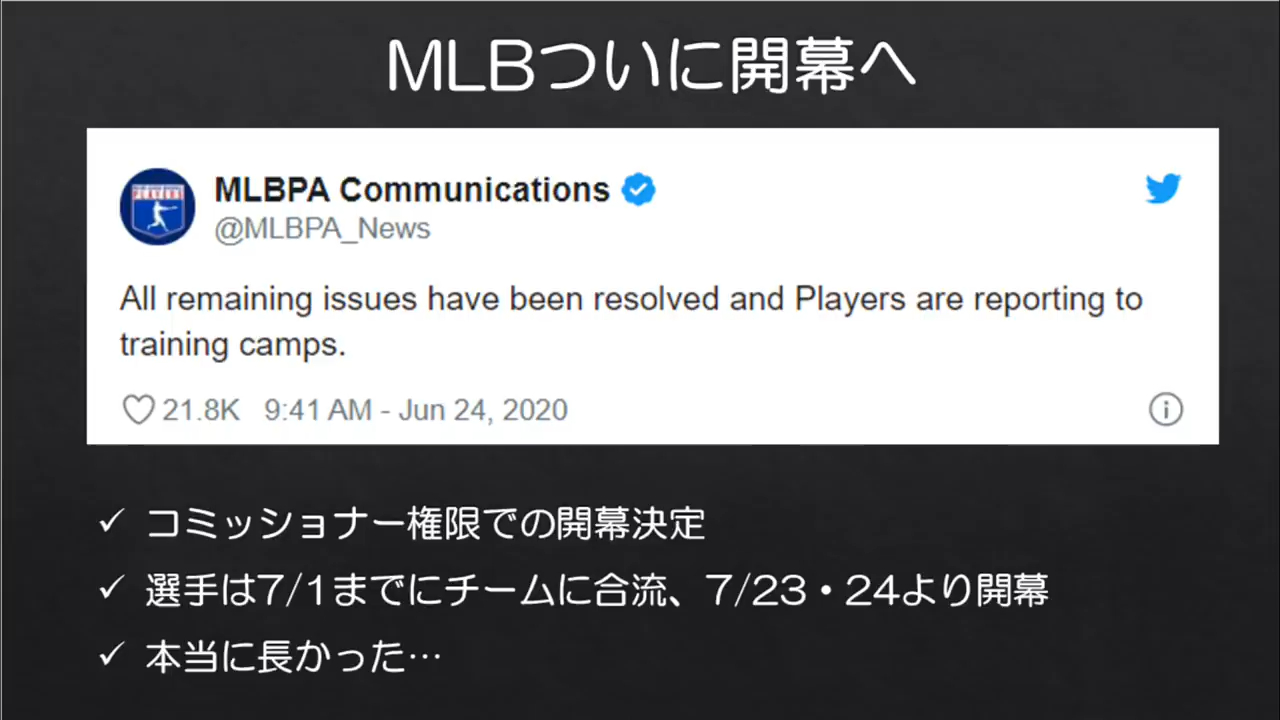 MLBついに開幕へ
PLAYERS
MLBPA Communications
@MLBPA_News
All remaining issues have been resolved and Players are reporting to
training camps.
21.8K 9:41 AM - Jun 24, 2020
✓ コミッショナー権限での開幕決定
✓ 選手は7/1までにチームに合流、7/23・24より開幕
✓ 本当に長かった…